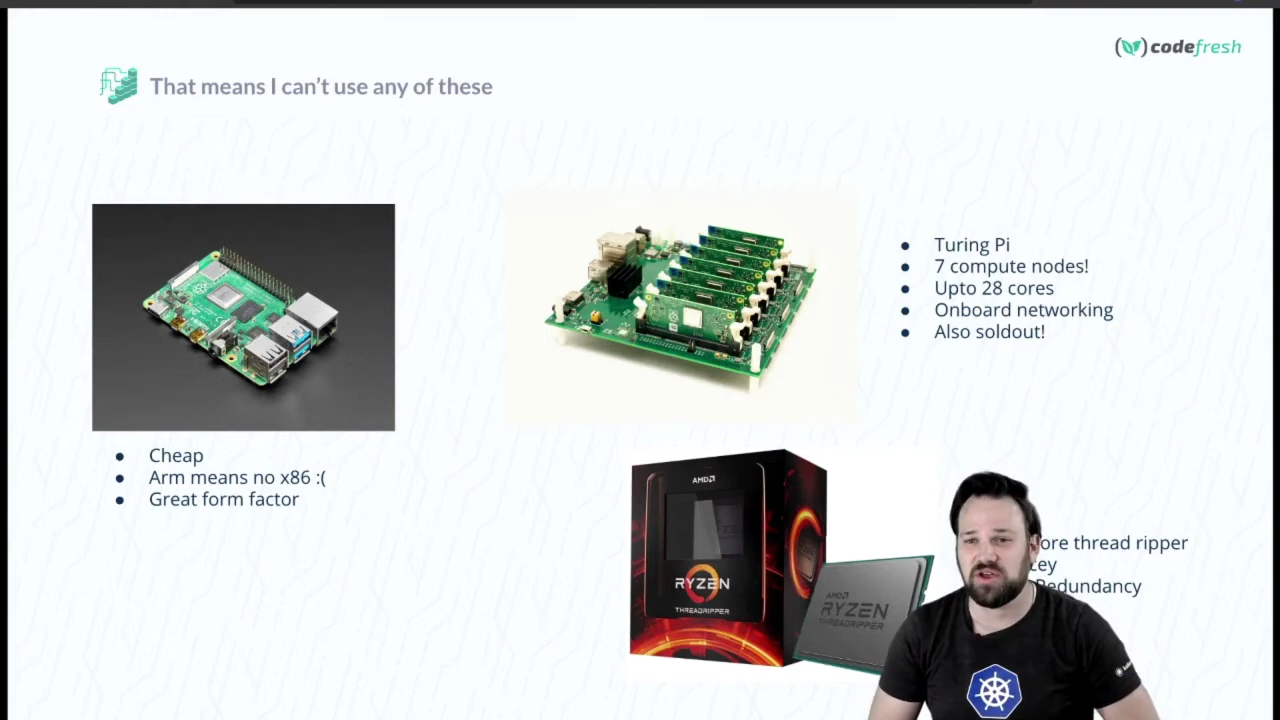 (codefresh
That means I can't use any of these
Turing Pi
7 compute nodes!
Upto 28 cores
Onboard networking
Also soldout!
Cheap
Arm means no x86 :(
Great form factor
AMD
RYZEN
THREADRIPPER
AMD
RYZEN
THREADRIPPER
thread ripper
Redundancy